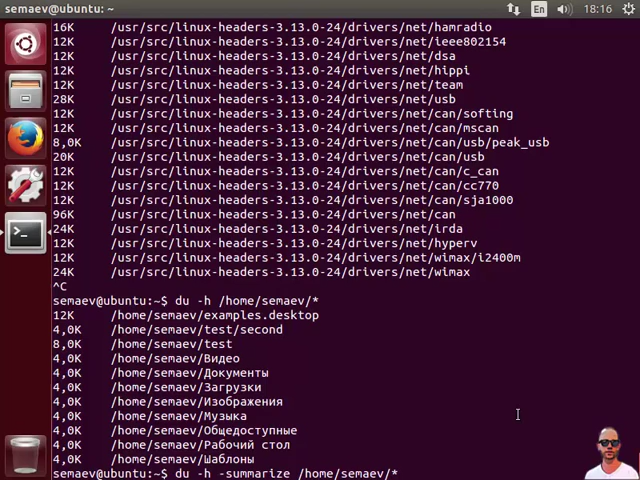 semaev@ubuntu: ~ En 18:16
16K /usr/src/linux-headers-3.13.0-24/drivers/net/hamradio
12K /usr/src/linux-headers-3.13.0-24/drivers/net/ieee802154
12K /usr/src/linux-headers-3.13.0-24/drivers/net/dsa
12K /usr/src/linux-headers-3.13.0-24/drivers/net/hippi
12K /usr/src/linux-headers-3.13.0-24/drivers/net/team
28K /usr/src/linux-headers-3.13.0-24/drivers/net/usb
12K /usr/src/linux-headers-3.13.0-24/drivers/net/can/softing
12K /usr/src/linux-headers-3.13.0-24/drivers/net/can/mscan
8,0K /usr/src/linux-headers-3.13.0-24/drivers/net/can/usb/peak_usb
20K /usr/src/linux-headers-3.13.0-24/drivers/net/can/usb
12K /usr/src/linux-headers-3.13.0-24/drivers/net/can/c_can
12K /usr/src/linux-headers-3.13.0-24/drivers/net/can/cc770
12K /usr/src/linux-headers-3.13.0-24/drivers/net/can/sja1000
96K /usr/src/linux-headers-3.13.0-24/drivers/net/can
24K /usr/src/linux-headers-3.13.0-24/drivers/net/irda
12K /usr/src/linux-headers-3.13.0-24/drivers/net/hyperv
12K /usr/src/linux-headers-3.13.0-24/drivers/net/wimax/i2400m
24K /usr/src/linux-headers-3.13.0-24/drivers/net/wimax
^C
semaev@ubuntu:~$ du -h /home/semaev/*
12K /home/semaev/examples.desktop
4,0K /home/semaev/test/second
8,0K /home/semaev/test
4,0K /home/semaev/Видео
4,0K /home/semaev/Документы
4,0K /home/semaev/Загрузки
4,0K /home/semaev/Изображения
4,0K /home/semaev/Музыка
4,0K /home/semaev/Общедоступные
4,0K /home/semaev/Рабочий стол
4,0K /home/semaev/Шаблоны
semaev@ubuntu:~$ du -h -summarize /home/semaev/*